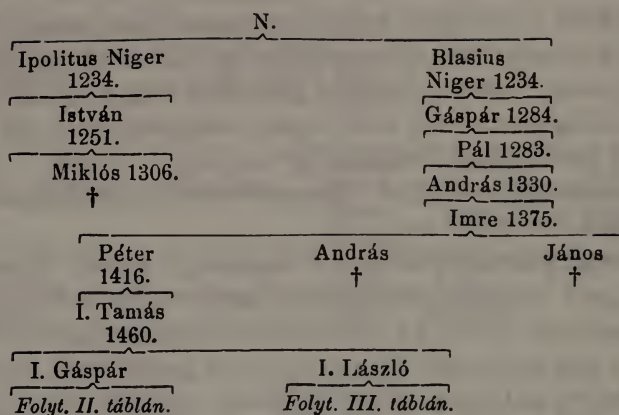 N.
Ipolitus Niger
1234.
Blasius
Niger 1234.
István
1251.
Gáspár 1284.
Miklós 1306.
†
Pál 1283.
András 1330.
Imre 1375.
Péter
1416.
András
†
János
†
I. Tamás
1460.
I. Gáspár
I. László
Folyt. II. táblán.
Folyt. III. táblán.